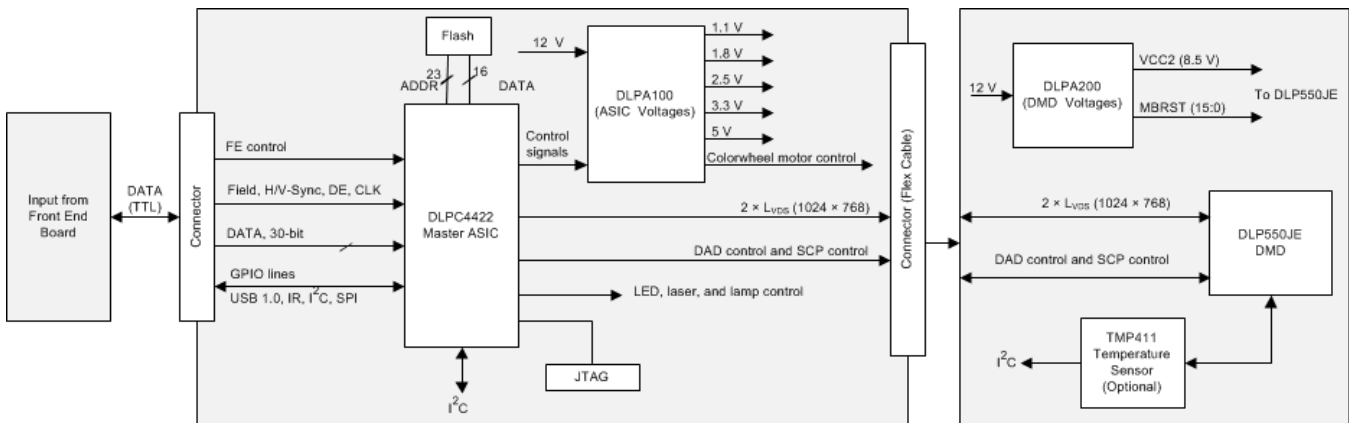 Input from
Front End
Board
DATA
(TTL)
Connector
FE control
Field, H/V-Sync, DE, CLK
DATA, 30-bit
GPIO lines
USB 1.0, IR, I2C, SPI
Flash
23
16
ADDR
DATA
DLPC4422
Master ASIC
I2C
JTAG
12 V
Control
signals
DLPA100
(ASIC Voltages)
1.1 V
1.8 V
2.5 V
3.3 V
5 V
Colorwheel motor control
2 × LVDS (1024 × 768)
DAD control and SCP control
LED, laser, and lamp control
Connector (Flex Cable)
12 V
DLPA200
(DMD Voltages)
VCC2 (8.5 V)
To DLP550JE
MBRST (15:0)
2 × LVDS (1024 × 768)
DAD control and SCP control
DLP550JE
DMD
TMP411
Temperature
Sensor
(Optional)
I2C